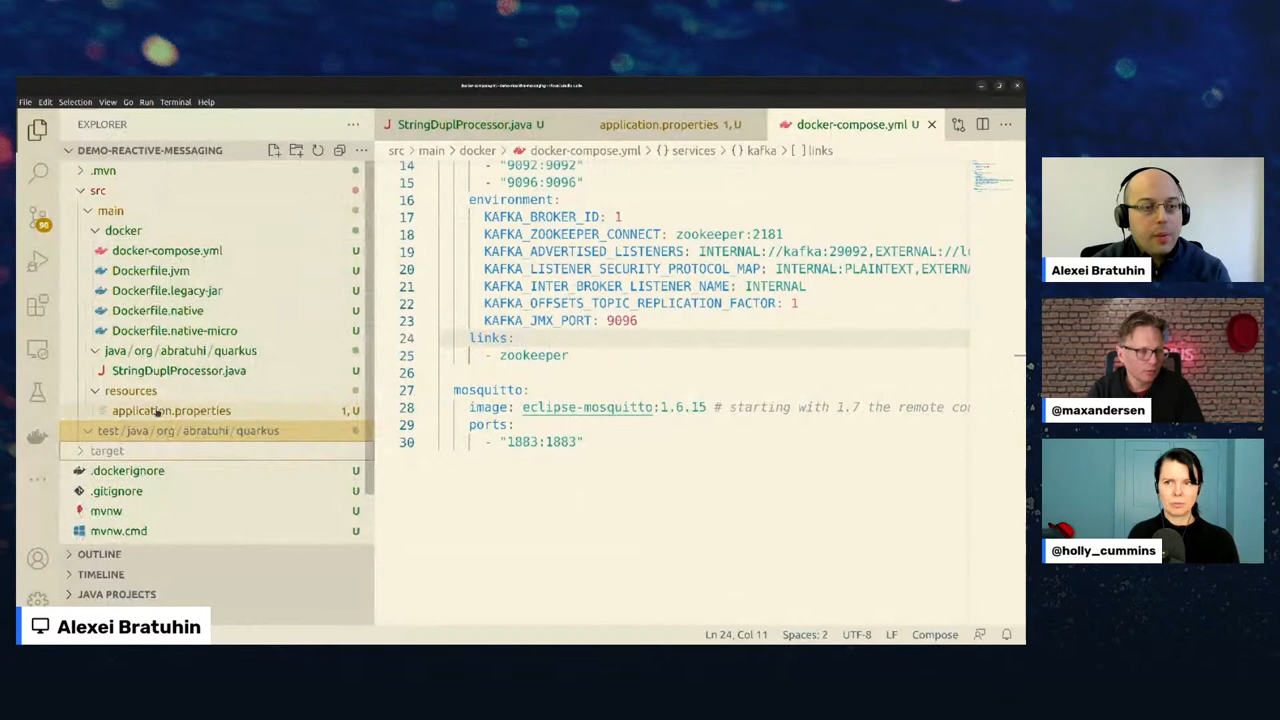 File Edit Selection View Go Run Terminal Help
EXPLORER
DEMO-REACTIVE-MESSAGING
.mvn
src
main
docker
docker-compose.yml U
Dockerfile.jvm U
Dockerfile.legacy-jar U
Dockerfile.native U
Dockerfile.native-micro U
java/org/abratuhi/quarkus
StringDuplProcessor.java U
resources
application.properties 1, U
test/java/org/abratuhi/quarkus
target
.dockerignore U
.gitignore U
mvnw U
mvnw.cmd U
OUTLINE
TIMELINE
JAVA PROJECTS
96
StringDuplProcessor.java U
application.properties 1, U
docker-compose.yml U
src > main > docker > docker-compose.yml > {} services > {} kafka > [ ] links
14 - "9092:9092"
15 - "9096:9096"
16 environment:
17 KAFKA_BROKER_ID: 1
18 KAFKA_ZOOKEEPER_CONNECT: zookeeper:2181
19 KAFKA_ADVERTISED_LISTENERS: INTERNAL://kafka:29092,EXTERNAL://l
20 KAFKA_LISTENER_SECURITY_PROTOCOL_MAP: INTERNAL:PLAINTEXT,EXTERN
21 KAFKA_INTER_BROKER_LISTENER_NAME: INTERNAL
22 KAFKA_OFFSETS_TOPIC_REPLICATION_FACTOR: 1
23 KAFKA_JMX_PORT: 9096
24 links:
25 - zookeeper
26
27 mosquitto:
28 image: eclipse-mosquitto:1.6.15 # starting with 1.7 the remote co
29 ports:
30 - "1883:1883"
Ln 24, Col 11 Spaces: 2 UTF-8 LF Compose
Alexei Bratuhin
Alexei Bratuhin
@maxandersen
@holly_cummins